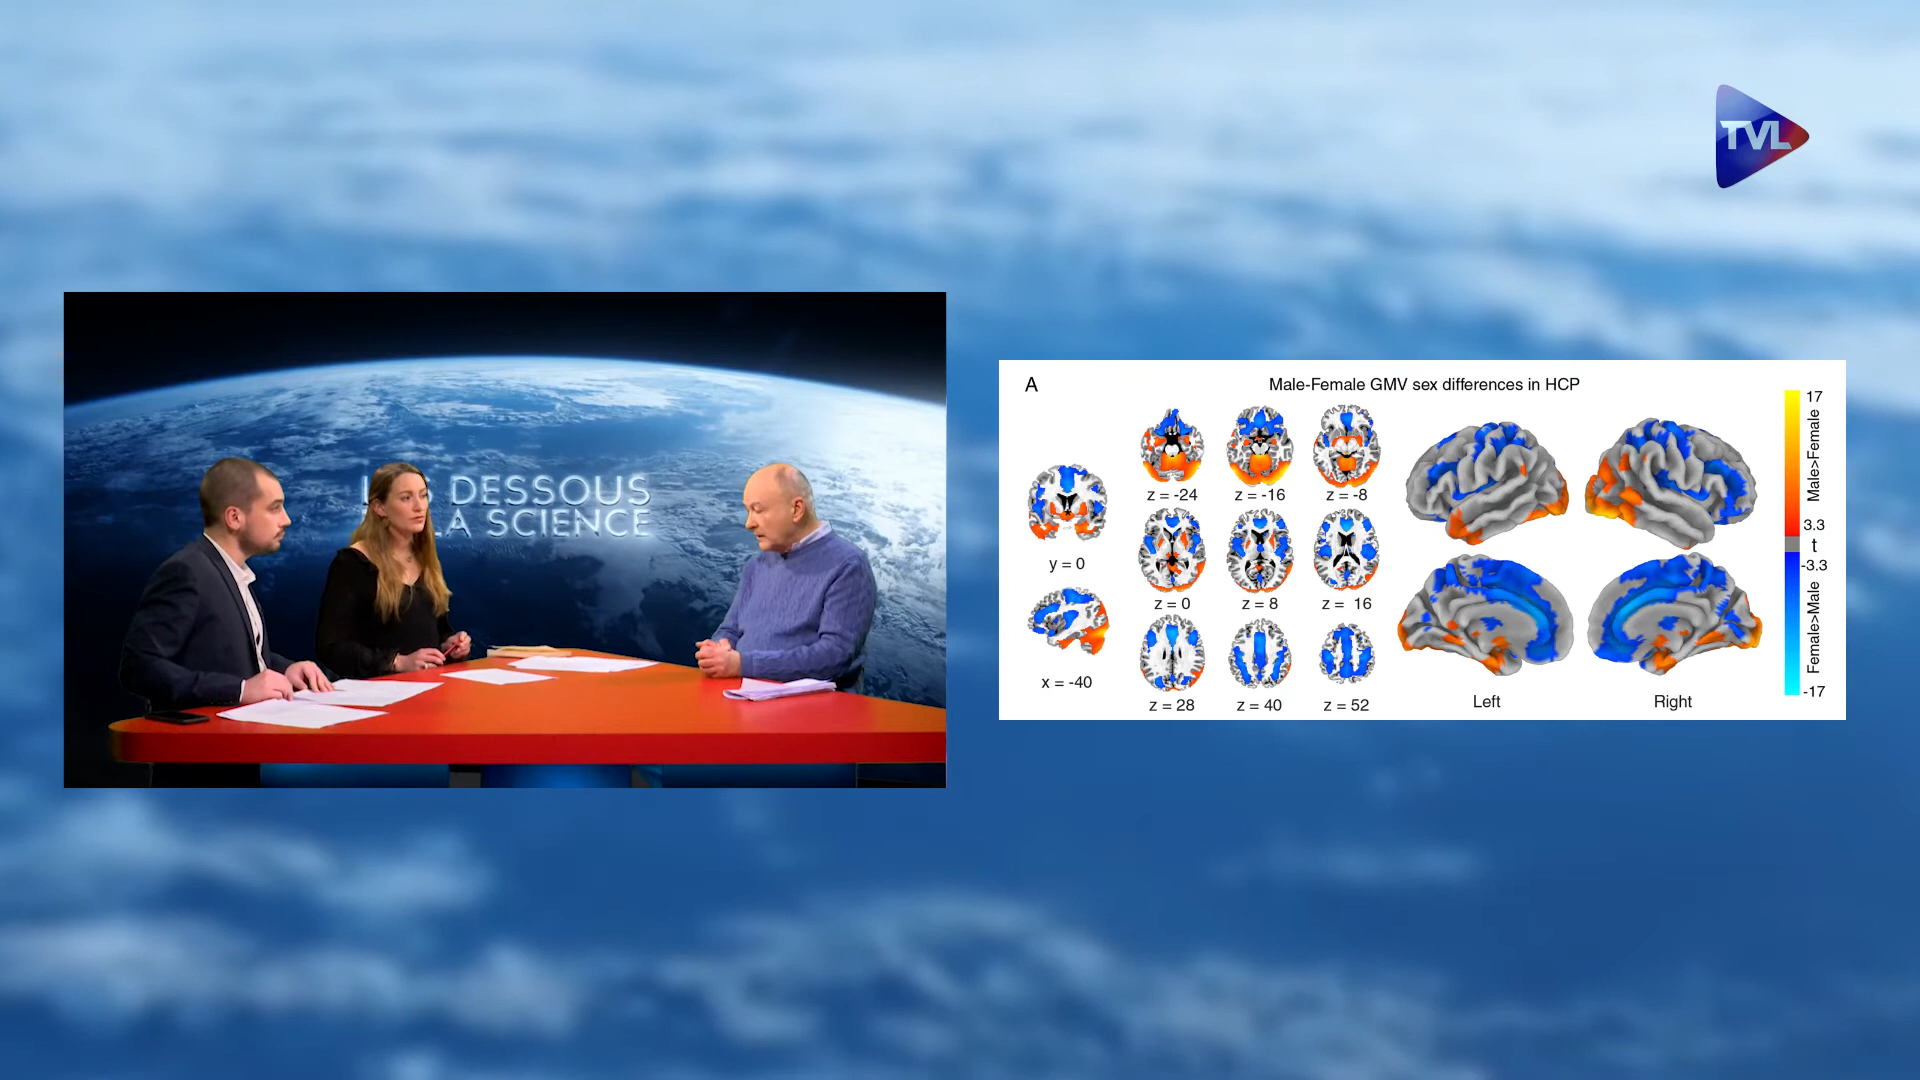 TVL
L DESSOUS
LA SCIENCE
A
Male-Female GMV sex differences in HCP
y = 0
x = -40
z = -24
z = -16
z = -8
z = 0
z = 8
z = 16
z = 28
z = 40
z = 52
Left
Right
17
Male>Female
3.3
t
-3.3
Female>Male
-17